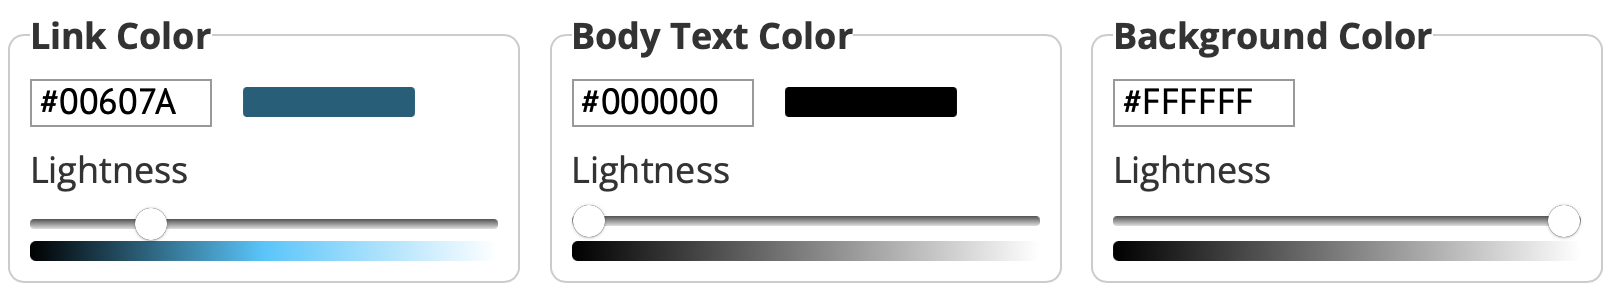 Link Color
#00607A
Lightness
Body Text Color
#000000
Lightness
Background Color
#FFFFFF
Lightness